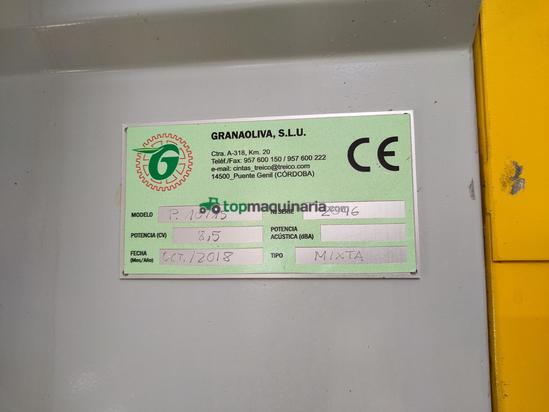 GRANAOLIVA, S.L.U.
Ctra. A-318, Km. 20
Teléf./Fax: 957 600 150 / 957 600 222
e-mail: cintas_treico@treico.com
14500_Puente Genil (CÓRDOBA)
CE
G
MODELO Nº SERIE
topmaquinaria.com
POTENCIA (CV) 8,5 POTENCIA ACÚSTICA (dBA)
FECHA (Mes/Año) OCT./2018 TIPO MIXTA